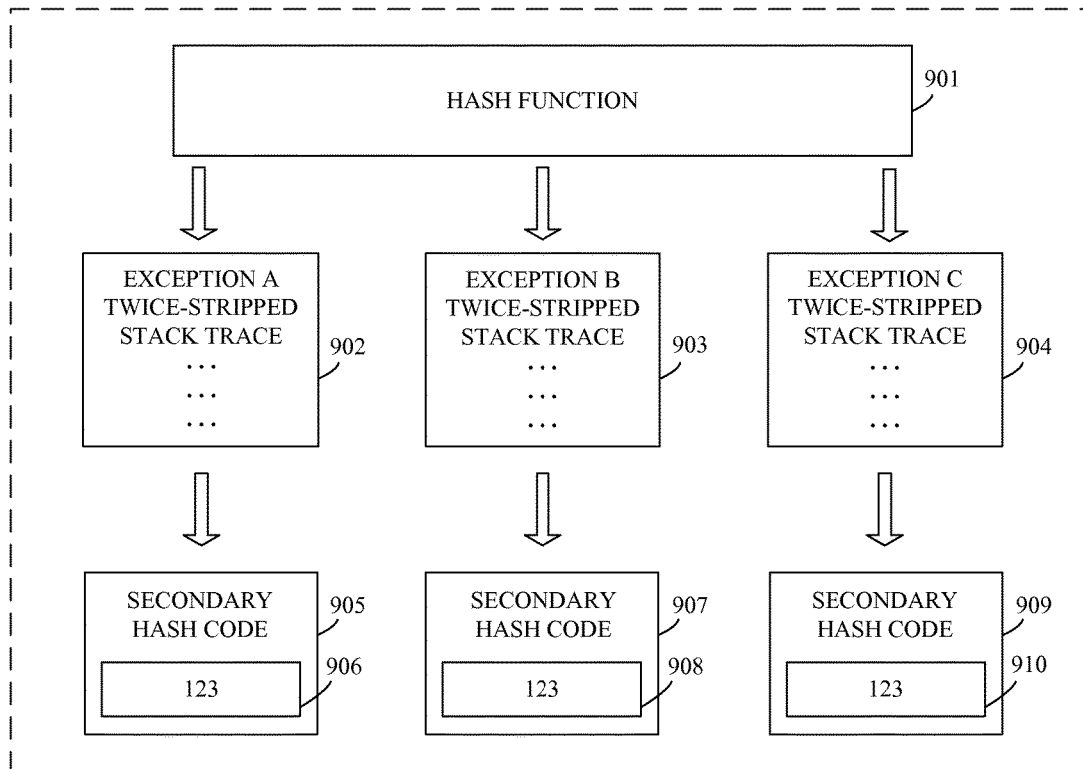 HASH FUNCTION
901
EXCEPTION A
TWICE-STRIPPED
STACK TRACE
...
...
...
902
EXCEPTION B
TWICE-STRIPPED
STACK TRACE
...
...
...
903
EXCEPTION C
TWICE-STRIPPED
STACK TRACE
...
...
...
904
SECONDARY
HASH CODE
905
123
906
SECONDARY
HASH CODE
907
123
908
SECONDARY
HASH CODE
909
123
910